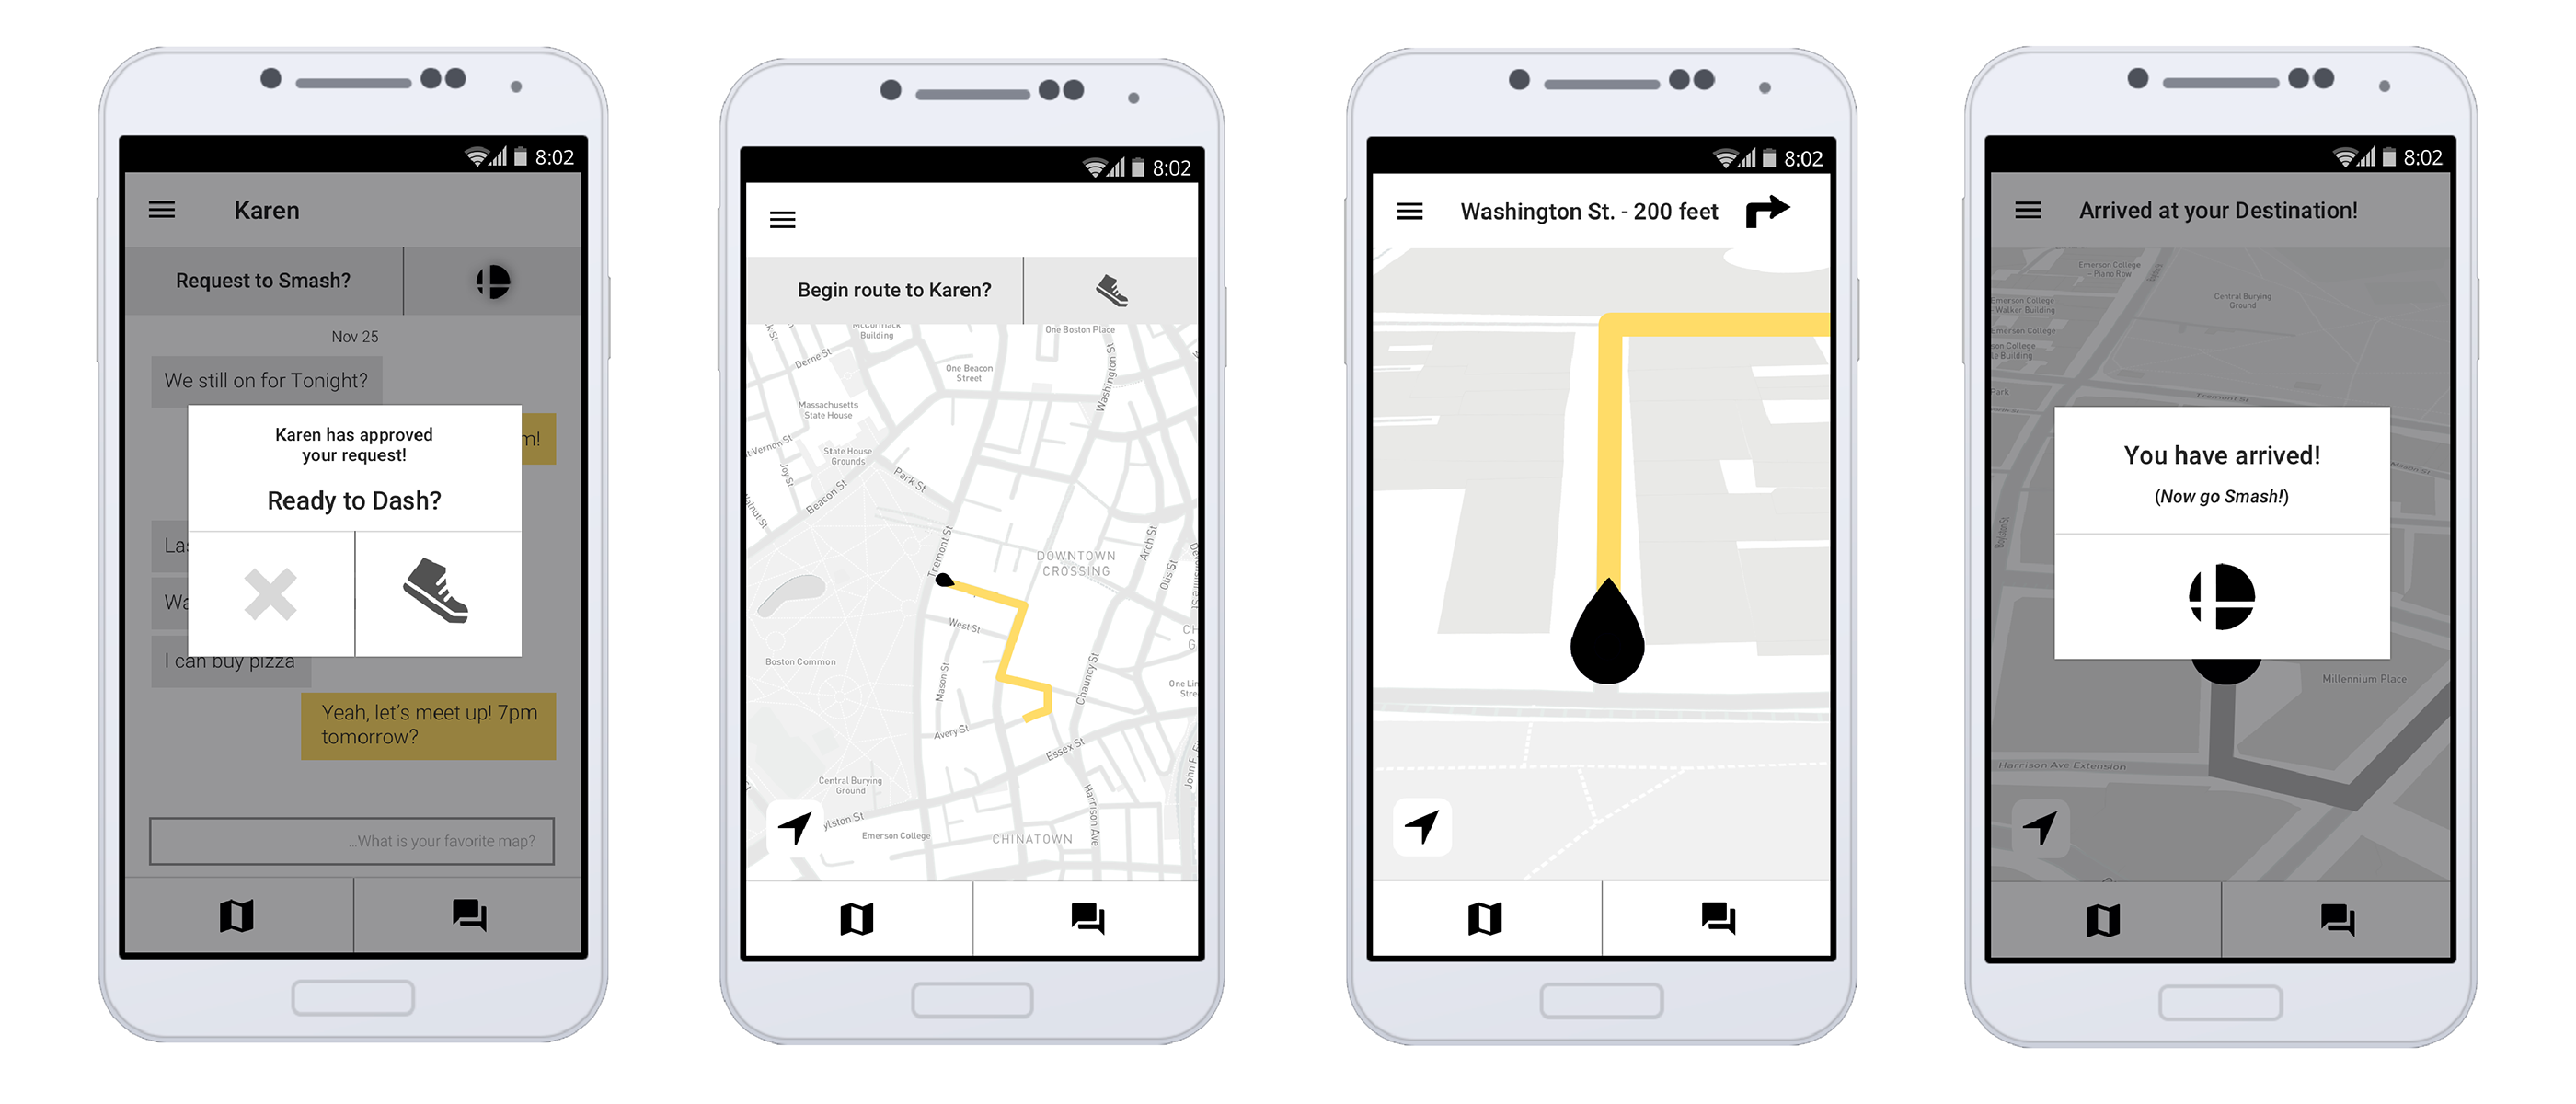 8:02
Karen
Request to Smash?
Nov 25
We still on for Tonight?
m!
Karen has approved
your request!
Ready to Dash?
I can buy pizza
Yeah, let's meet up! 7pm
tomorrow?
...What is your favorite map?
8:02
Begin route to Karen?
McCormack
Building
One Boston Place
Derne St
One Beacon
Street
Washington St
Massachusetts
State House
t Vernon St
Joy St
State House
Grounds
Park St
Beacon St
Walnut St
Tremont St
DOWNTOWN
CROSSING
Arch St
Otis St
West St
Boston Common
Mason St
Chauncy St
One Lin
Stre
Avery St
Essex St
Central Burying
Ground
John F.
Harrison Ave
ylston St
Emerson College
CHINATOWN
8:02
Washington St. - 200 feet
8:02
Arrived at your Destination!
Emerson College
- Piano Row
Central Burying
Ground
Emerson College
- Walker Building
Emerson College
Park
Tremont St
You have arrived!
(Now go Smash!)
Boylston St
Millennium Place
Harrison Ave Extension